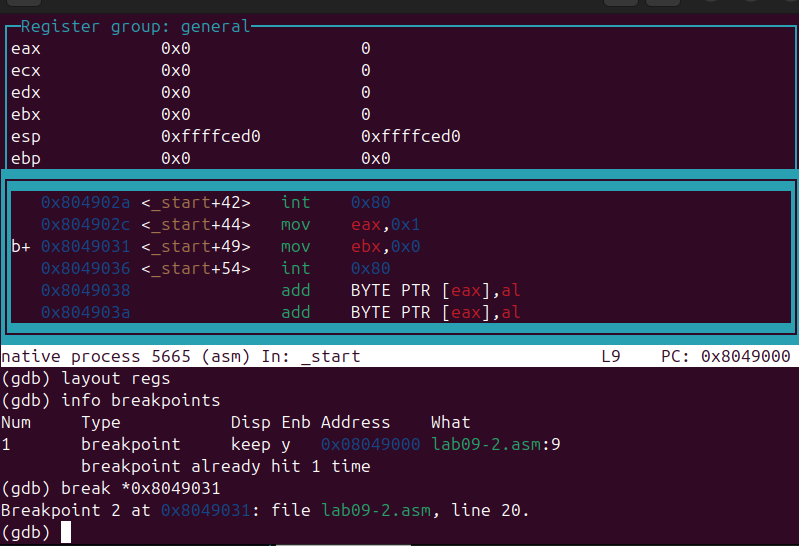 Register group: general
eax 0x0 0
ecx 0x0 0
edx 0x0 0
ebx 0x0 0
esp 0xffffced0 0xffffced0
ebp 0x0 0x0
0x804902a <_start+42> int 0x80
0x804902c <_start+44> mov eax,0x1
b+ 0x8049031 <_start+49> mov ebx,0x0
0x8049036 <_start+54> int 0x80
0x8049038 add BYTE PTR [eax],al
0x804903a add BYTE PTR [eax],al
native process 5665 (asm) In: _start L9 PC: 0x8049000
(gdb) layout regs
(gdb) info breakpoints
Num Type Disp Enb Address What
1 breakpoint keep y 0x08049000 lab09-2.asm:9
breakpoint already hit 1 time
(gdb) break *0x8049031
Breakpoint 2 at 0x8049031: file lab09-2.asm, line 20.
(gdb)